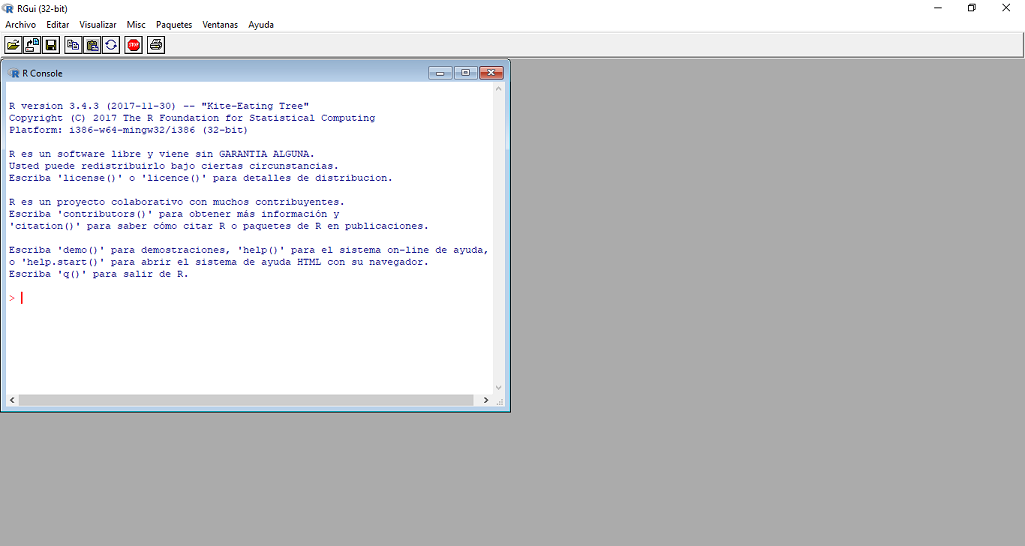 RGui (32-bit)
Archivo Editar Visualizar Misc Paquetes Ventanas Ayuda
STOP
R Console
R version 3.4.3 (2017-11-30) -- "Kite-Eating Tree"
Copyright (C) 2017 The R Foundation for Statistical Computing
Platform: i386-w64-mingw32/i386 (32-bit)
R es un software libre y viene sin GARANTIA ALGUNA.
Usted puede redistribuirlo bajo ciertas circunstancias.
Escriba 'license()' o 'licence()' para detalles de distribucion.
R es un proyecto colaborativo con muchos contribuyentes.
Escriba 'contributors()' para obtener más información y
'citation()' para saber cómo citar R o paquetes de R en publicaciones.
Escriba 'demo()' para demostraciones, 'help()' para el sistema on-line de ayuda,
o 'help.start()' para abrir el sistema de ayuda HTML con su navegador.
Escriba 'q()' para salir de R.
>